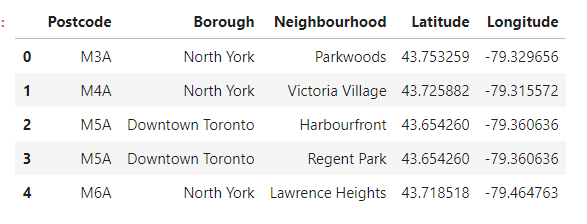 : Postcode Borough Neighbourhood Latitude Longitude
0 M3A North York Parkwoods 43.753259 -79.329656
1 M4A North York Victoria Village 43.725882 -79.315572
2 M5A Downtown Toronto Harbourfront 43.654260 -79.360636
3 M5A Downtown Toronto Regent Park 43.654260 -79.360636
4 M6A North York Lawrence Heights 43.718518 -79.464763